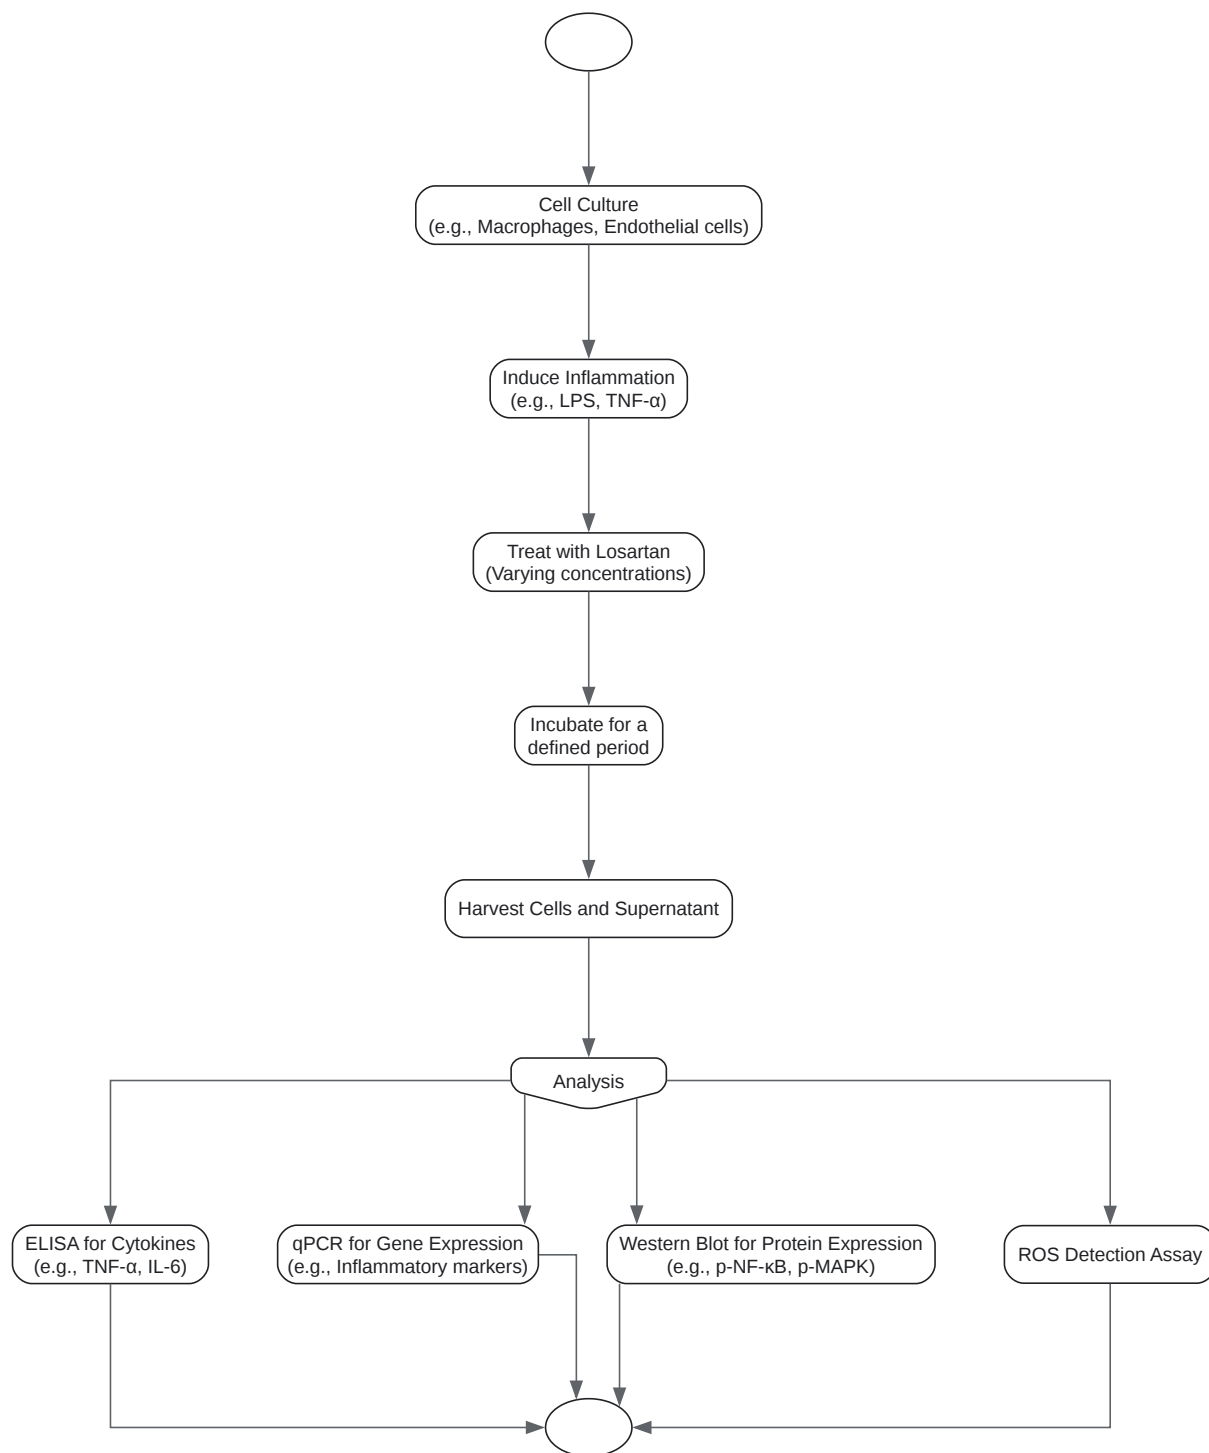 Cell Culture
(e.g., Macrophages, Endothelial cells)
Induce Inflammation
(e.g., LPS, TNF-α)
Treat with Losartan
(Varying concentrations)
Incubate for a
defined period
Harvest Cells and Supernatant
Analysis
ELISA for Cytokines
(e.g., TNF-α, IL-6)
qPCR for Gene Expression
(e.g., Inflammatory markers)
Western Blot for Protein Expression
(e.g., p-NF-κB, p-MAPK)
ROS Detection Assay